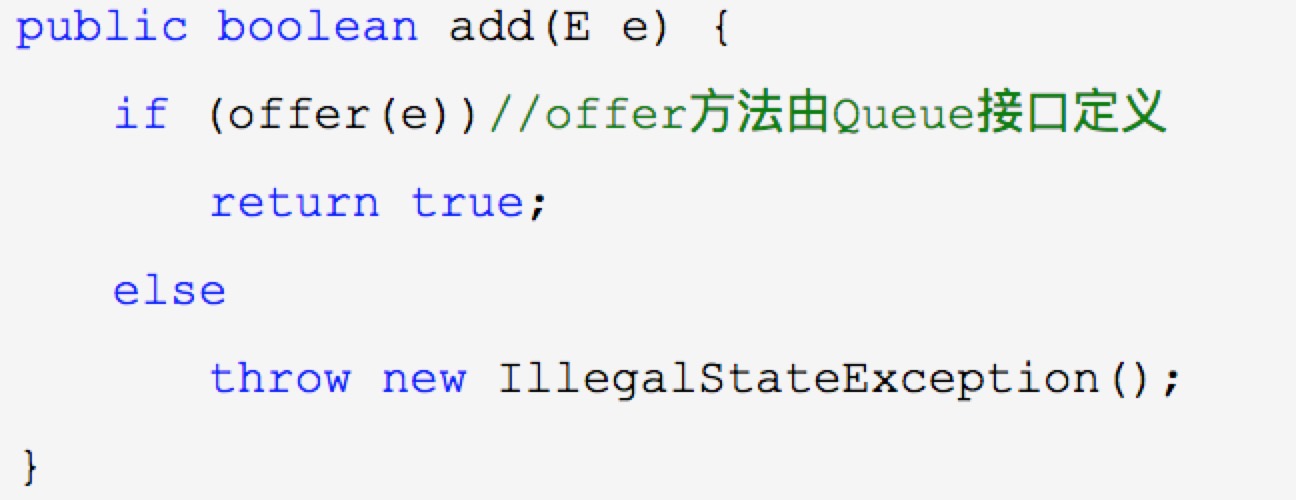 public boolean add(E e) {
if (offer(e))//offer方法由Queue接口定义
return true;
else
throw new IllegalStateException();
}